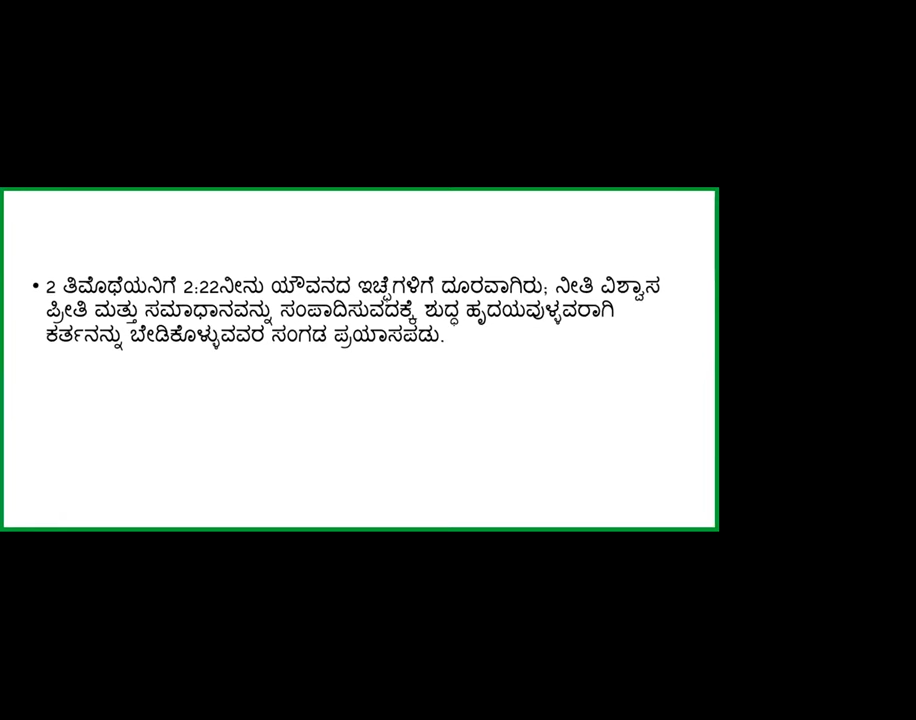 • 2 ತಿಮೊಥೆಯನಿಗೆ 2:22ನೀನು ಯೌವನದ ಇಚ್ಛೆಗಳಿಗೆ ದೂರವಾಗಿರು; ನೀತಿ ವಿಶ್ವಾಸ
ಪ್ರೀತಿ ಮತ್ತು ಸಮಾಧಾನವನ್ನು ಸಂಪಾದಿಸುವದಕ್ಕೆ ಶುದ್ಧ ಹೃದಯವುಳ್ಳವರಾಗಿ
ಕರ್ತನನ್ನು ಬೇಡಿಕೊಳ್ಳುವವರ ಸಂಗಡ ಪ್ರಯಾಸಪಡು.